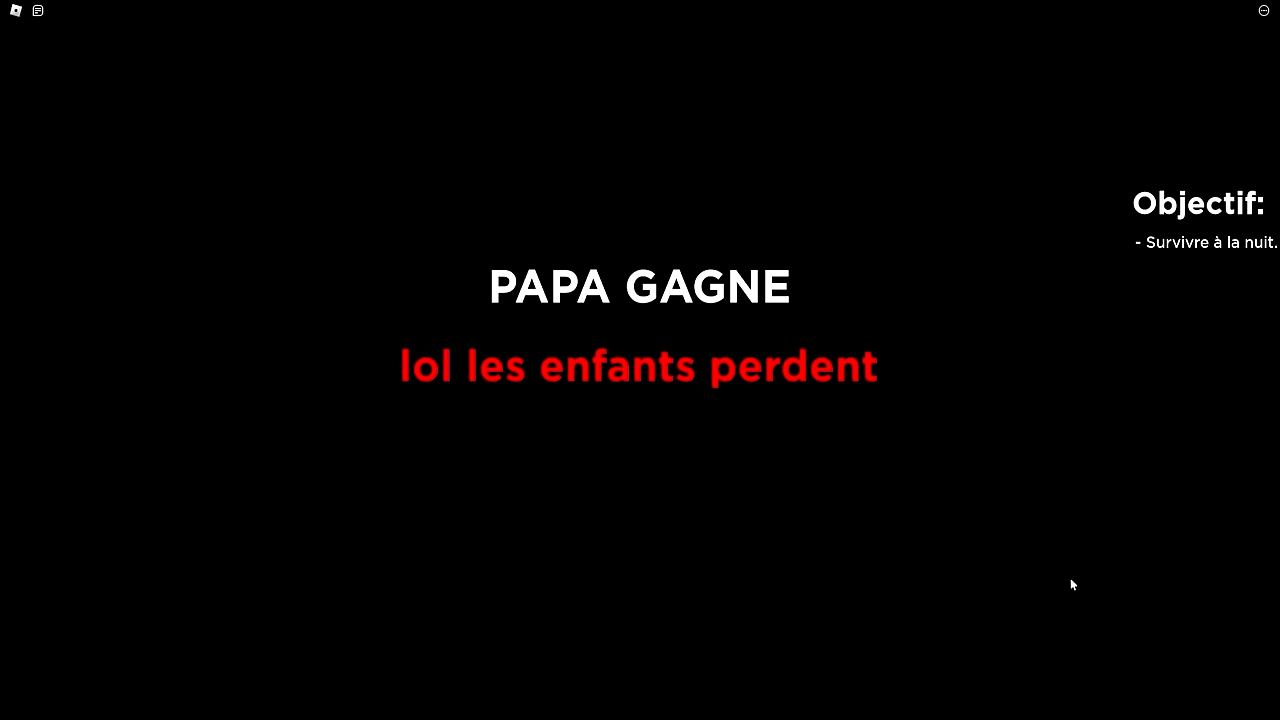 Objectif:
- Survivre à la nuit.
PAPA GAGNE
lol les enfants perdent